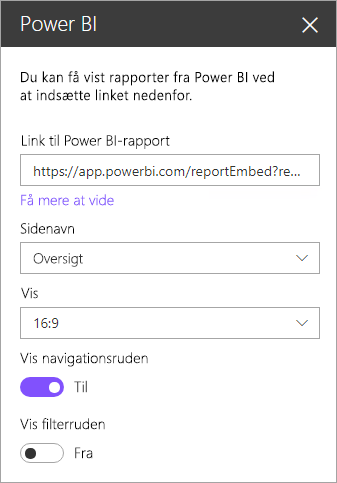 Power BI
Du kan få vist rapporter fra Power BI ved
at indsætte linket nedenfor.
Link til Power BI-rapport
https://app.powerbi.com/reportEmbed?re...
Få mere at vide
Sidenavn
Oversigt
Vis
16:9
Vis navigationsruden
Til
Vis filterruden
Fra